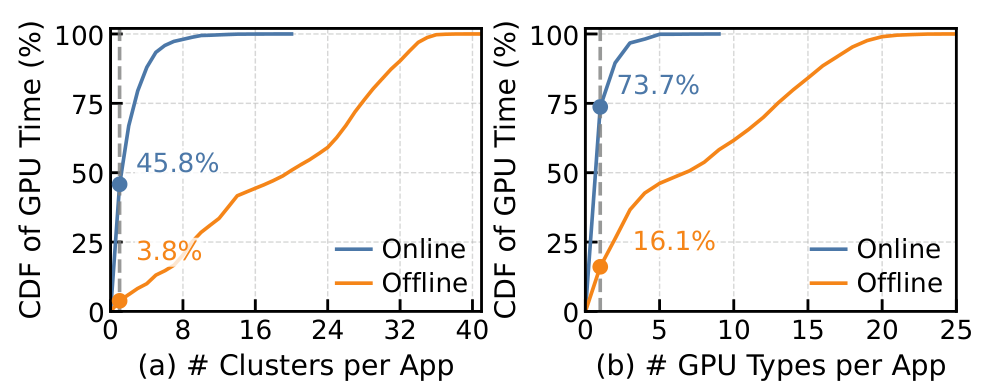 CDF of GPU Time (%)
100
75
50
25
0
45.8%
3.8%
Online
Offline
0 8 16 24 32 40
(a) # Clusters per App
CDF of GPU Time (%)
100
75
50
25
0
73.7%
16.1%
Online
Offline
0 5 10 15 20 25
(b) # GPU Types per App